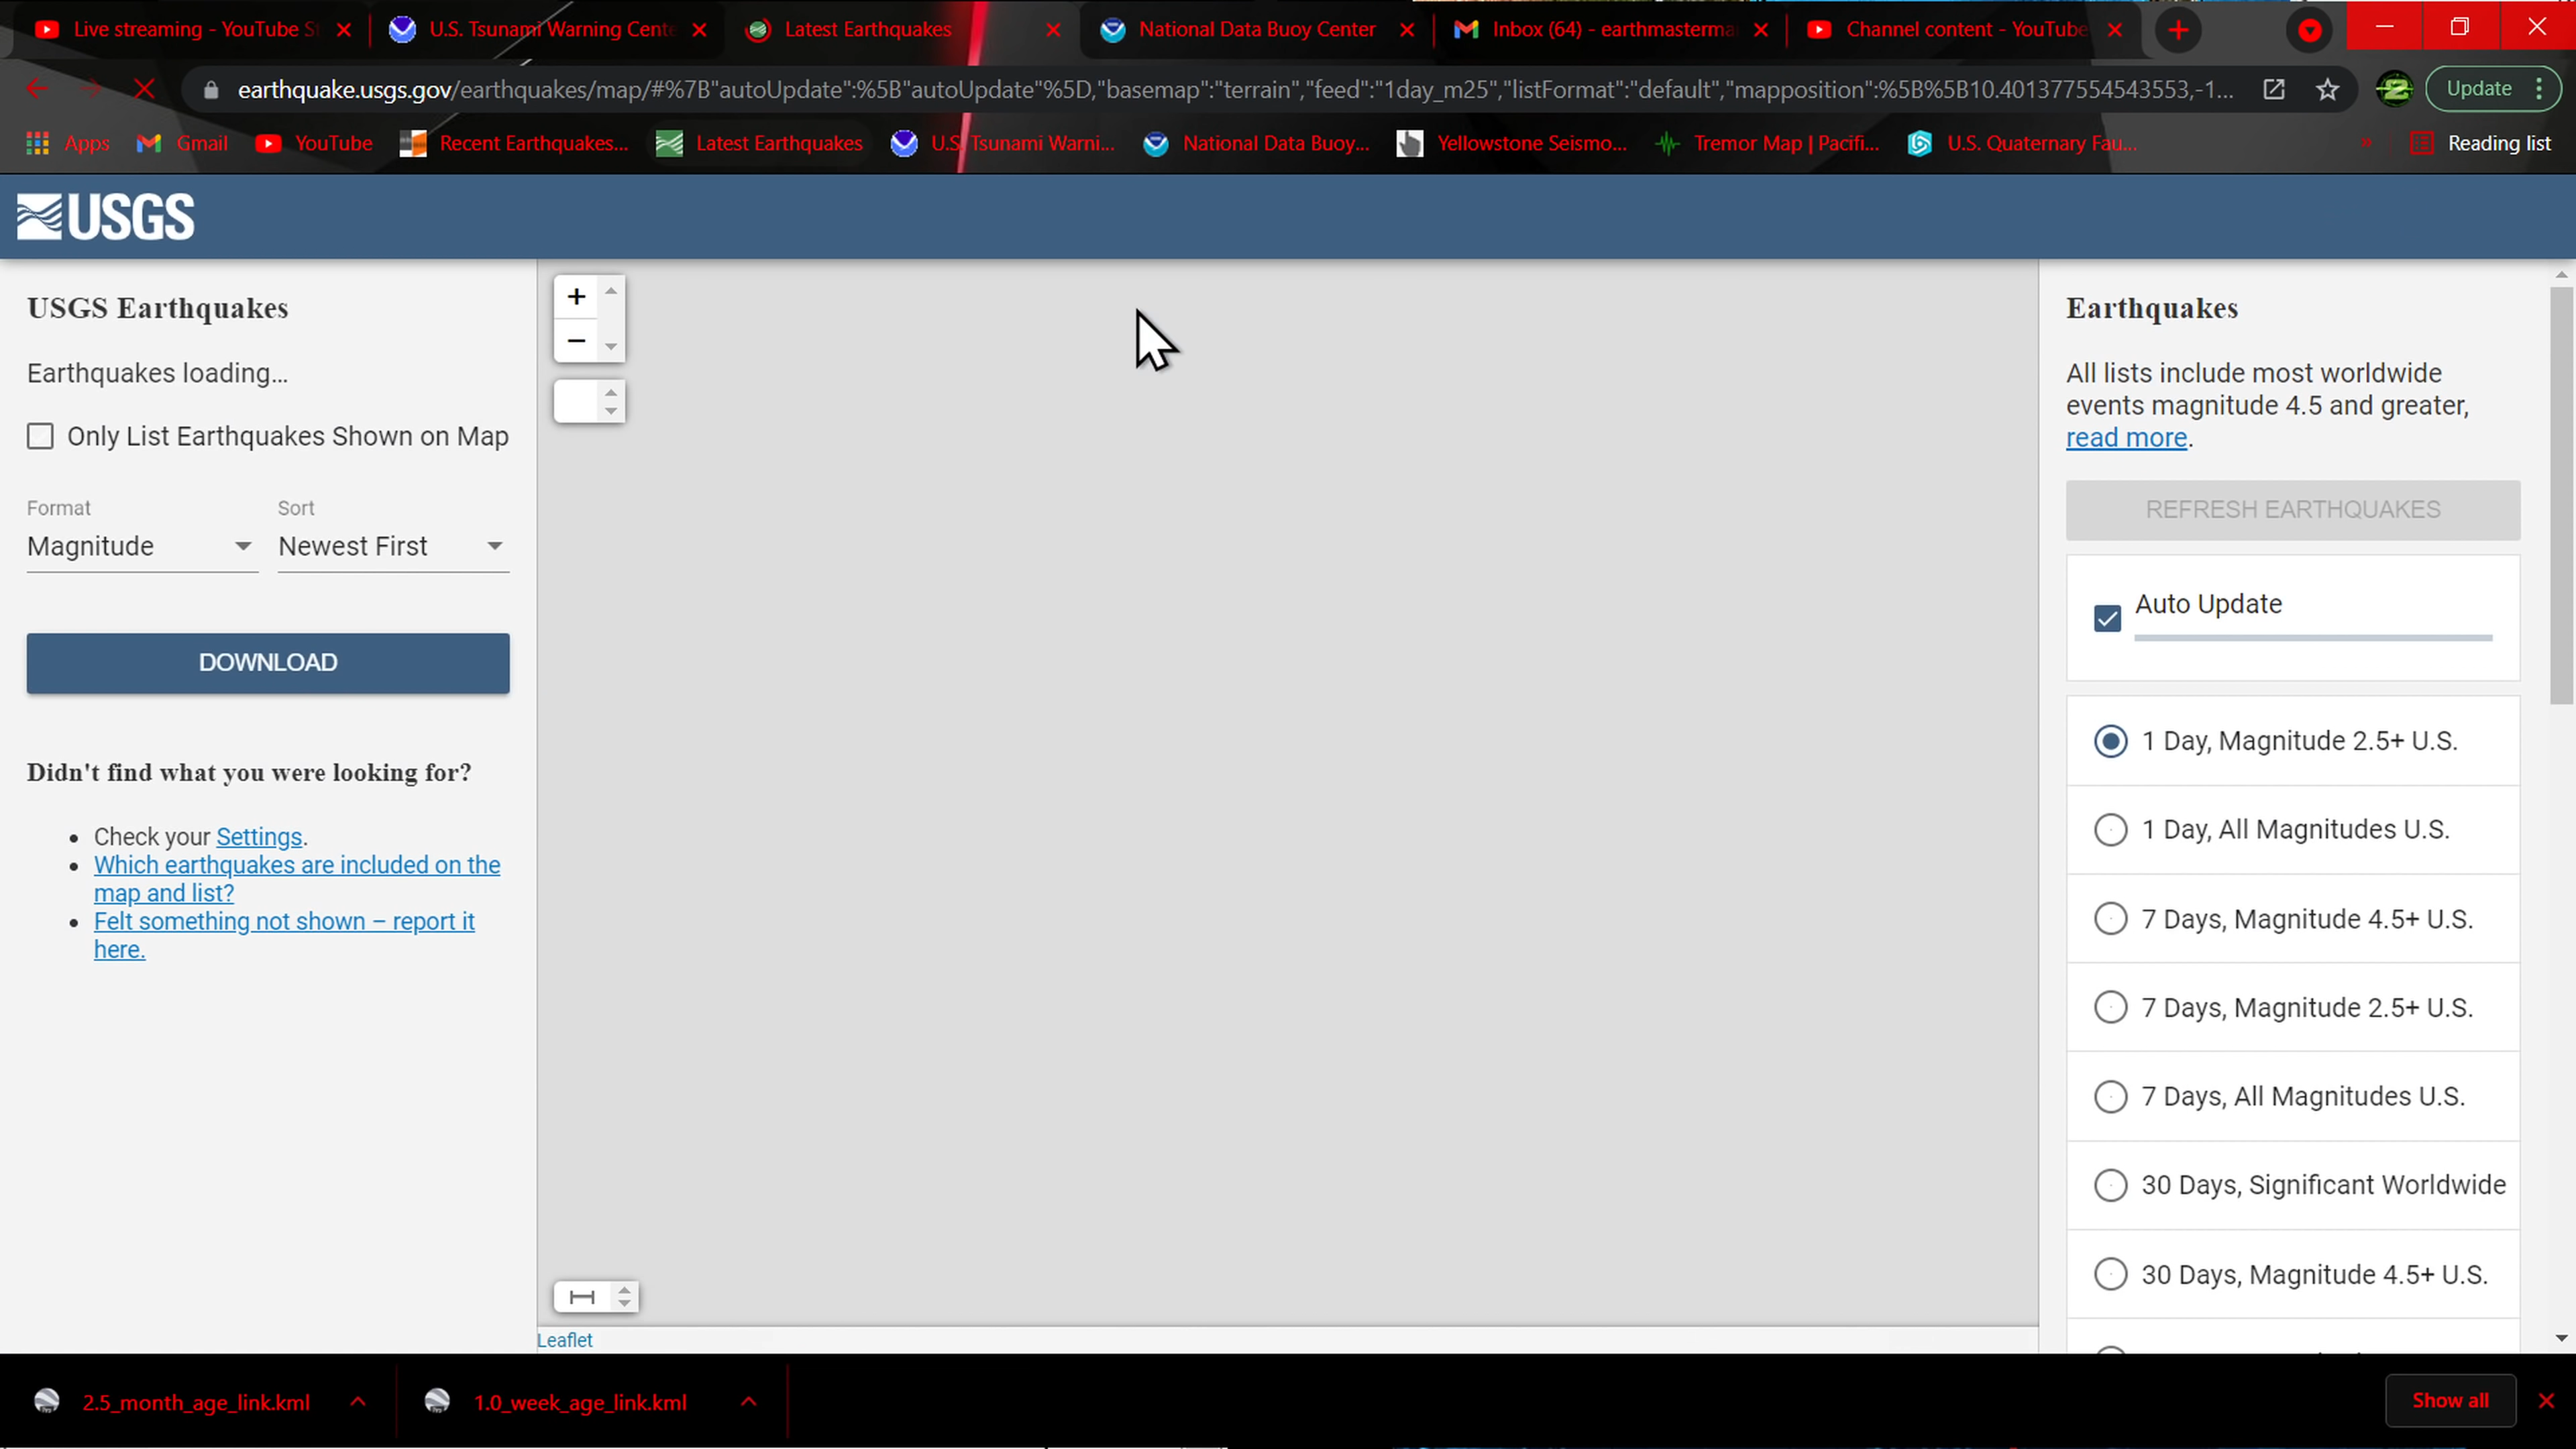 Live streaming - YouTube S
U.S. Tsunami Warning Cente
Latest Earthquakes
National Data Buoy Center
Inbox (64) - earthmasterma
Channel content - YouTube
earthquake.usgs.gov/earthquakes/map/#%7B"autoUpdate":%5B"autoUpdate"%5D,"basemap":"terrain","feed":"1day_m25","listFormat":"default","mapposition":%5B%5B10.401377554543553,-1...
Update
Apps
Gmail
YouTube
Recent Earthquakes...
Latest Earthquakes
U.S. Tsunami Warni...
National Data Buoy...
Yellowstone Seismo...
Tremor Map | Pacifi...
U.S. Quaternary Fau...
»
Reading list
USGS
USGS Earthquakes
Earthquakes loading...
Only List Earthquakes Shown on Map
Format
Sort
Magnitude
Newest First
DOWNLOAD
Didn't find what you were looking for?
• Check your Settings.
• Which earthquakes are included on the
map and list?
• Felt something not shown – report it
here.
+
−
Leaflet
Earthquakes
All lists include most worldwide
events magnitude 4.5 and greater,
read more.
REFRESH EARTHQUAKES
Auto Update
1 Day, Magnitude 2.5+ U.S.
1 Day, All Magnitudes U.S.
7 Days, Magnitude 4.5+ U.S.
7 Days, Magnitude 2.5+ U.S.
7 Days, All Magnitudes U.S.
30 Days, Significant Worldwide
30 Days, Magnitude 4.5+ U.S.
2.5_month_age_link.kml
1.0_week_age_link.kml
Show all